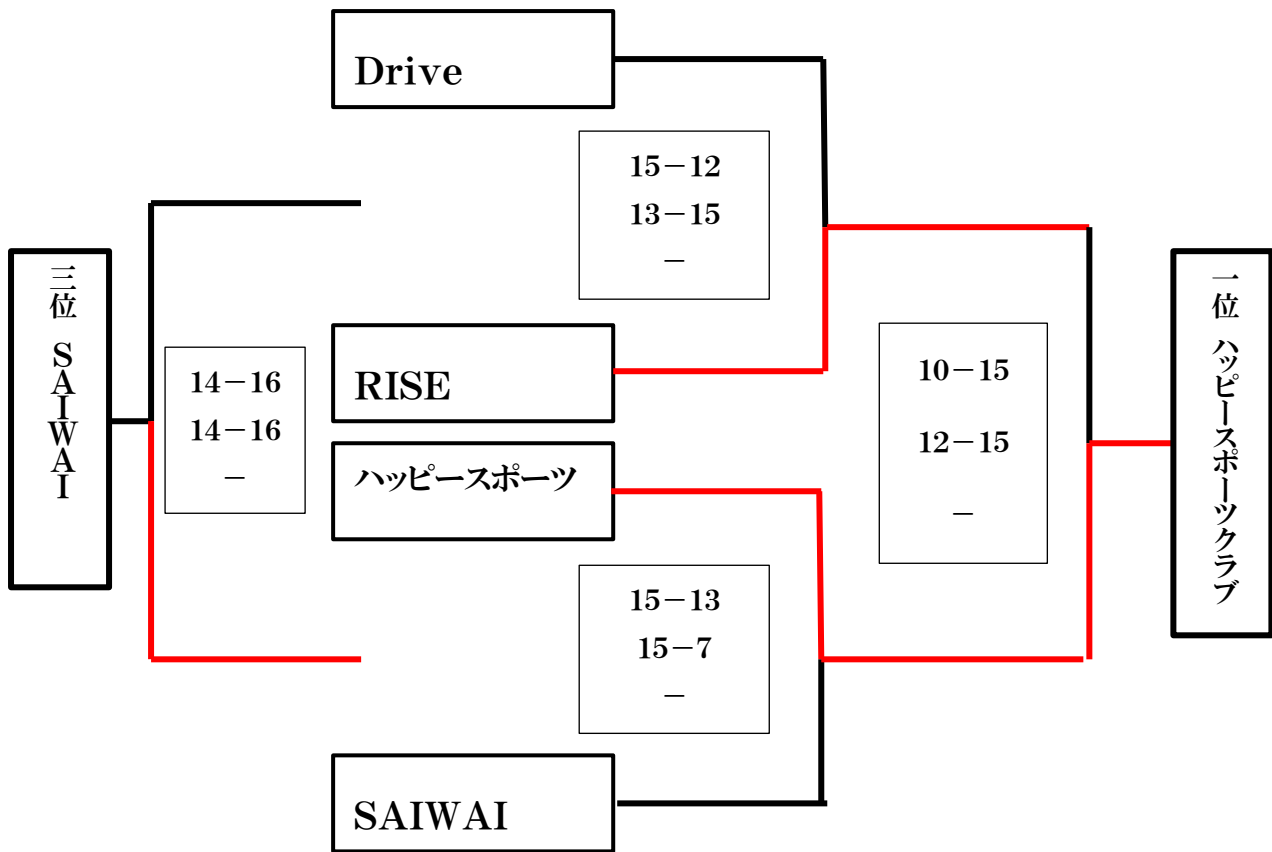 Drive
15－12
13－15
－
三位 SAIWAI
14－16
14－16
－
RISE
10－15
12－15
－
一位 ハッピースポーツクラブ
ハッピースポーツ
15－13
15－7
－
SAIWAI